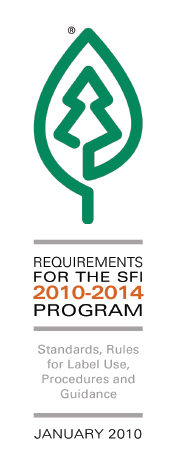 ®
REQUIREMENTS
FOR THE SFI
2010-2014
PROGRAM
Standards, Rules
for Label Use,
Procedures and
Guidance
JANUARY 2010